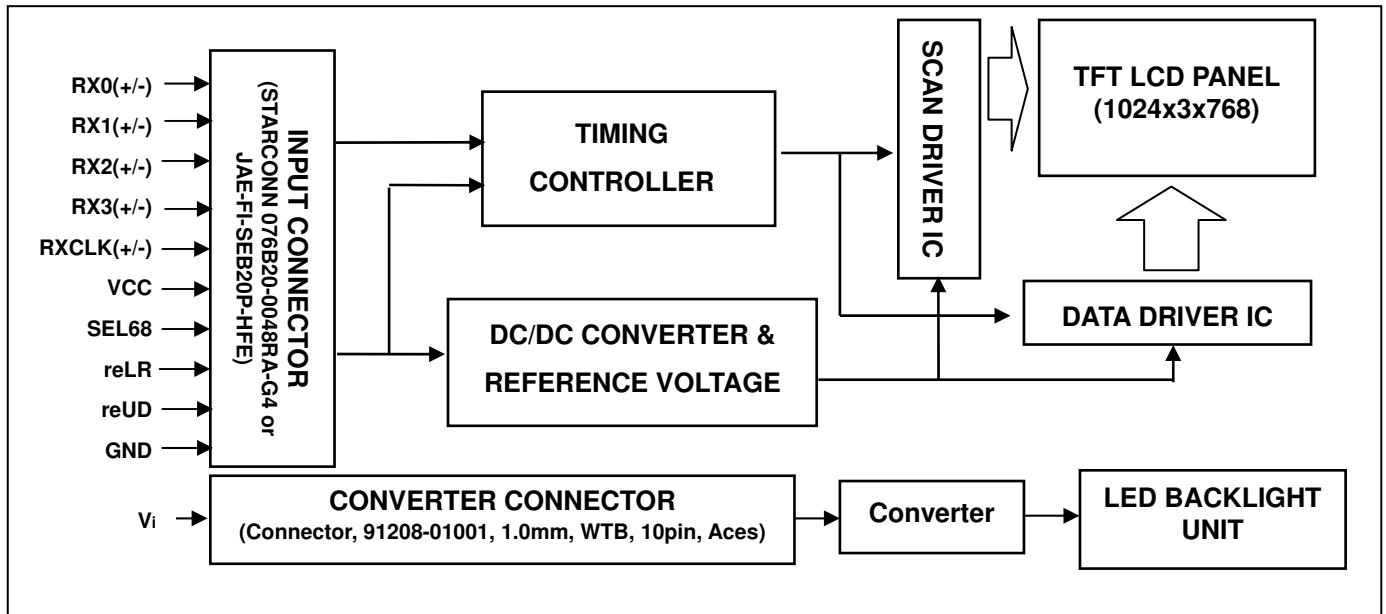 RX0(+/-)
RX1(+/-)
RX2(+/-)
RX3(+/-)
RXCLK(+/-)
VCC
SEL68
reLR
reUD
GND
INPUT CONNECTOR
(STARCONN 076B20-0048RA-G4 or
JAE-FI-SEB20P-HFE)
TIMING
CONTROLLER
DC/DC CONVERTER &
REFERENCE VOLTAGE
SCAN DRIVER IC
TFT LCD PANEL
(1024x3x768)
DATA DRIVER IC
Vi
CONVERTER CONNECTOR
(Connector, 91208-01001, 1.0mm, WTB, 10pin, Aces)
Converter
LED BACKLIGHT
UNIT